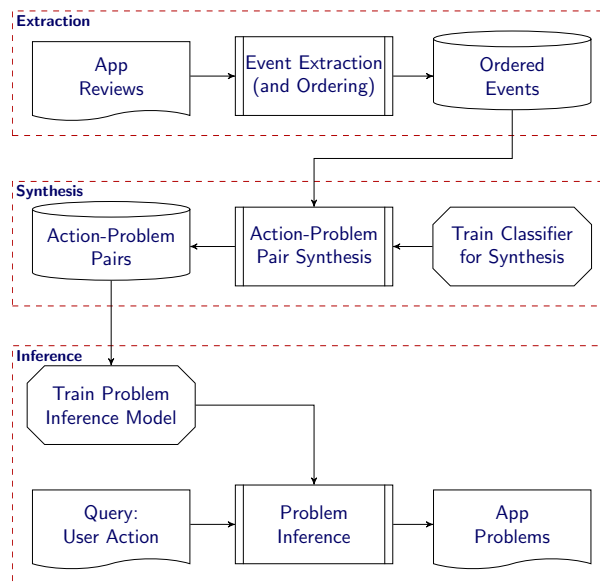 Extraction
App
Reviews
Event Extraction
(and Ordering)
Ordered
Events
Synthesis
Action-Problem
Pairs
Action-Problem
Pair Synthesis
Train Classifier
for Synthesis
Inference
Train Problem
Inference Model
Query:
User Action
Problem
Inference
App
Problems